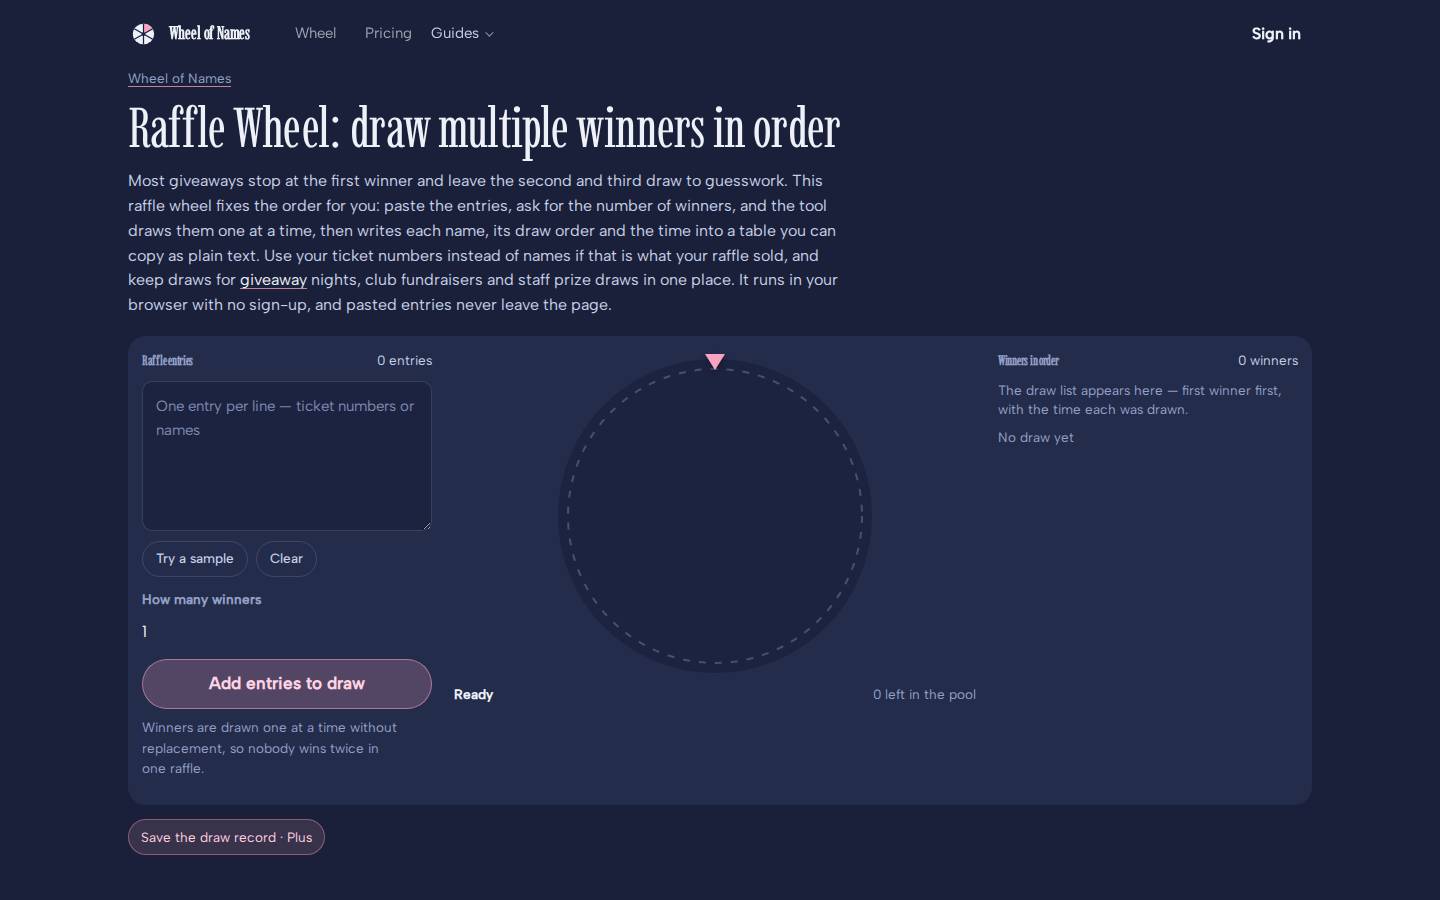 Wheel of Names
Wheel
Pricing
Guides
Sign in
Wheel of Names
Raffle Wheel: draw multiple winners in order
Most giveaways stop at the first winner and leave the second and third draw to guesswork. This
raffle wheel fixes the order for you: paste the entries, ask for the number of winners, and the tool
draws them one at a time, then writes each name, its draw order and the time into a table you can
copy as plain text. Use your ticket numbers instead of names if that is what your raffle sold, and
keep draws for giveaway nights, club fundraisers and staff prize draws in one place. It runs in your
browser with no sign-up, and pasted entries never leave the page.
Raffle entries
0 entries
One entry per line — ticket numbers or
names
Try a sample
Clear
How many winners
1
Add entries to draw
Winners are drawn one at a time without
replacement, so nobody wins twice in
one raffle.
Ready
0 left in the pool
Winners in order
0 winners
The draw list appears here — first winner first,
with the time each was drawn.
No draw yet
Save the draw record · Plus